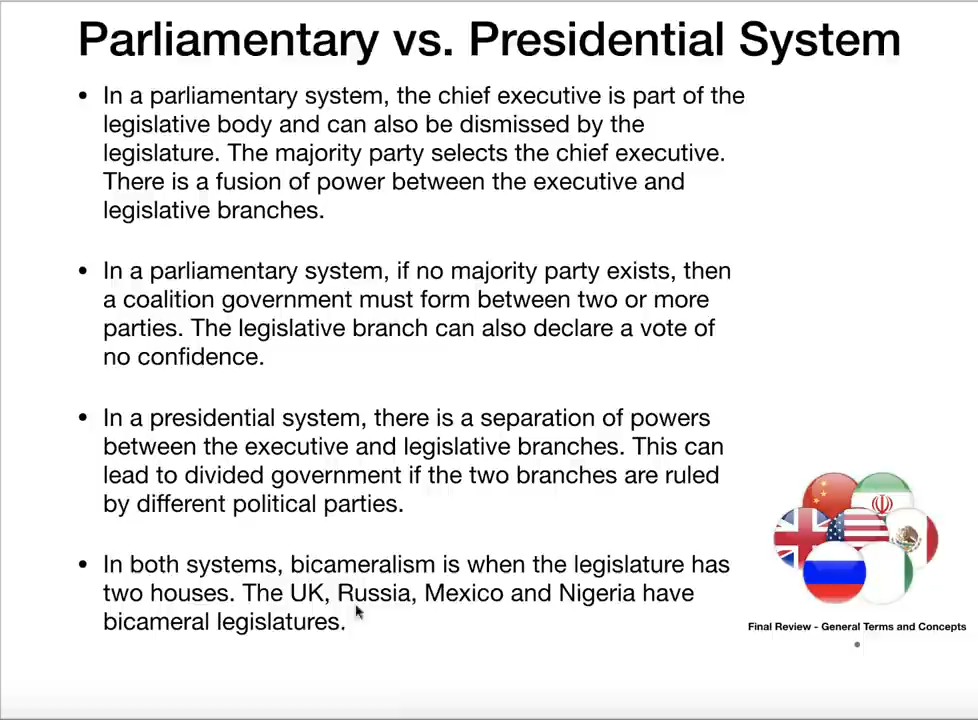 Parliamentary vs. Presidential System
• In a parliamentary system, the chief executive is part of the
legislative body and can also be dismissed by the
legislature. The majority party selects the chief executive.
There is a fusion of power between the executive and
legislative branches.
• In a parliamentary system, if no majority party exists, then
a coalition government must form between two or more
parties. The legislative branch can also declare a vote of
no confidence.
• In a presidential system, there is a separation of powers
between the executive and legislative branches. This can
lead to divided government if the two branches are ruled
by different political parties.
• In both systems, bicameralism is when the legislature has
two houses. The UK, Russia, Mexico and Nigeria have
bicameral legislatures.
Final Review - General Terms and Concepts